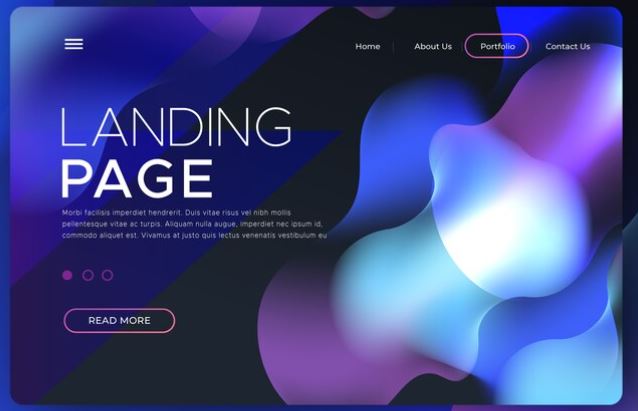 Home
About Us
Portfolio
Contact Us
LANDING
PAGE
Morbi facilisis imperdiet hendrerit. Duis vitae risus vel nibh mollis
pellentesque vitae ac turpis. Aliquam nulla augue, imperdiet nec ipsum id,
commodo aliquet est. Vivamus at justo quis lectus venenatis vestibulum eu
READ MORE